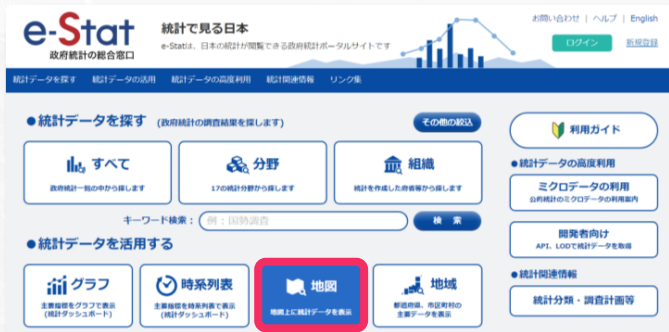 e-Stat
政府統計の総合窓口
統計で見る日本
e-Statは、日本の統計が閲覧できる政府統計ポータルサイトです
お問い合わせ | ヘルプ | English
ログイン
新規登録
統計データを探す 統計データの活用 統計データの高度利用 統計関連情報 リンク集
●統計データを探す (政府統計の調査結果を探します)
その他の絞込
すべて
政府統計一覧の中から探します
分野
17の統計分野から探します
組織
統計を作成した府省等から探します
キーワード検索: 例:国勢調査
検 索
●統計データを活用する
グラフ
主要指標をグラフで表示
(統計ダッシュボード)
時系列表
主要指標を時系列表で表示
(統計ダッシュボード)
地図
地図上に統計データを表示
地域
都道府県、市区町村の
主要データを表示
利用ガイド
●統計データの高度利用
ミクロデータの利用
公的統計のミクロデータの利用案内
開発者向け
API、LODで統計データを取得
●統計関連情報
統計分類・調査計画等